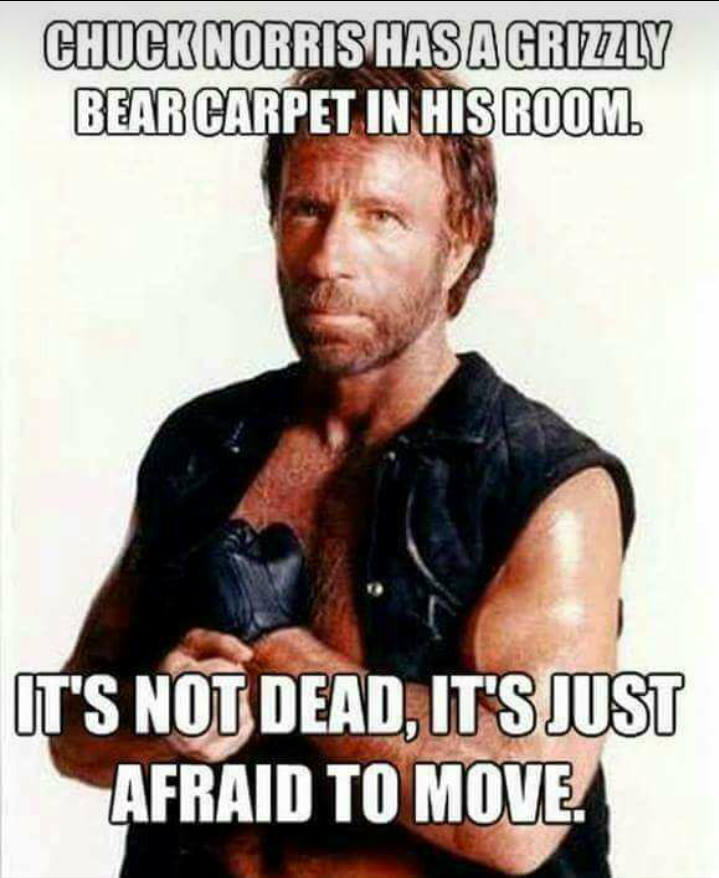 CHUCK NORRIS HAS A GRIZZLY
BEAR CARPET IN HIS ROOM.
IT'S NOT DEAD, IT'S JUST
AFRAID TO MOVE.